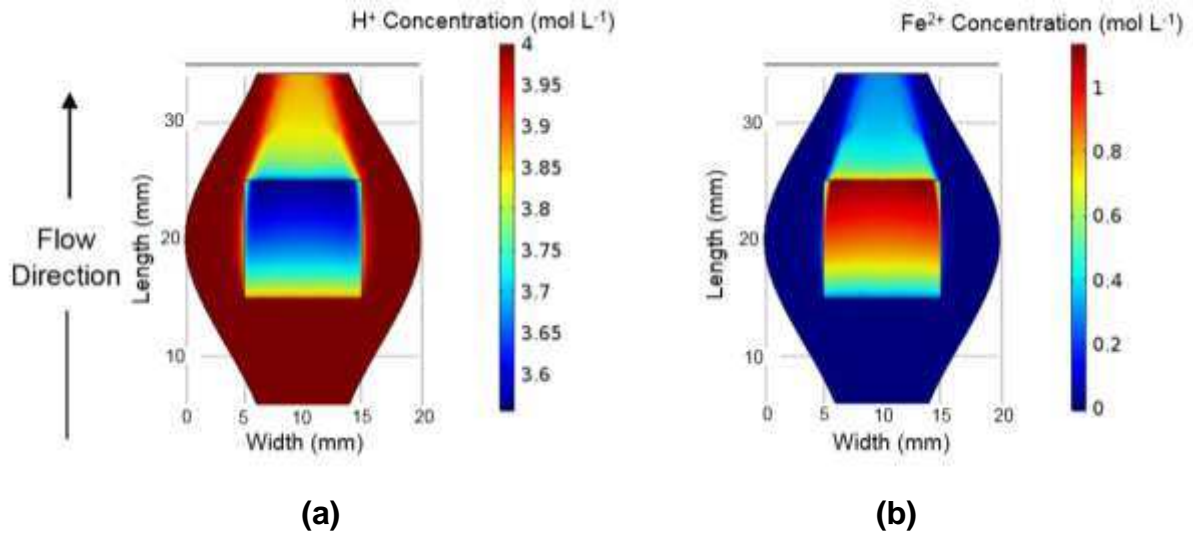 H⁺ Concentration (mol L⁻¹)
4
3.95
3.9
3.85
3.8
3.75
3.7
3.65
3.6
30
20
10
Length (mm)
0 5 10 15 20
Width (mm)
Flow
Direction
(a)
Fe²⁺ Concentration (mol L⁻¹)
1
0.8
0.6
0.4
0.2
0
30
20
10
Length (mm)
0 5 10 15 20
Width (mm)
(b)